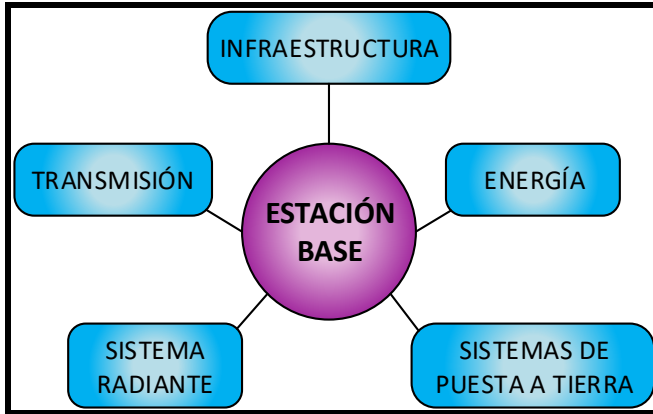 INFRAESTRUCTURA
TRANSMISIÓN
ENERGÍA
ESTACIÓN
BASE
SISTEMA
RADIANTE
SISTEMAS DE
PUESTA A TIERRA